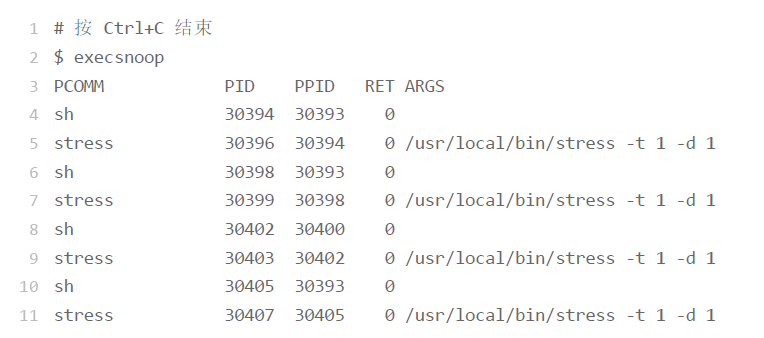 1 # 按 Ctrl+C 结束
2 $ execsnoop
3 PCOMM PID PPID RET ARGS
4 sh 30394 30393 0
5 stress 30396 30394 0 /usr/local/bin/stress -t 1 -d 1
6 sh 30398 30393 0
7 stress 30399 30398 0 /usr/local/bin/stress -t 1 -d 1
8 sh 30402 30400 0
9 stress 30403 30402 0 /usr/local/bin/stress -t 1 -d 1
10 sh 30405 30393 0
11 stress 30407 30405 0 /usr/local/bin/stress -t 1 -d 1